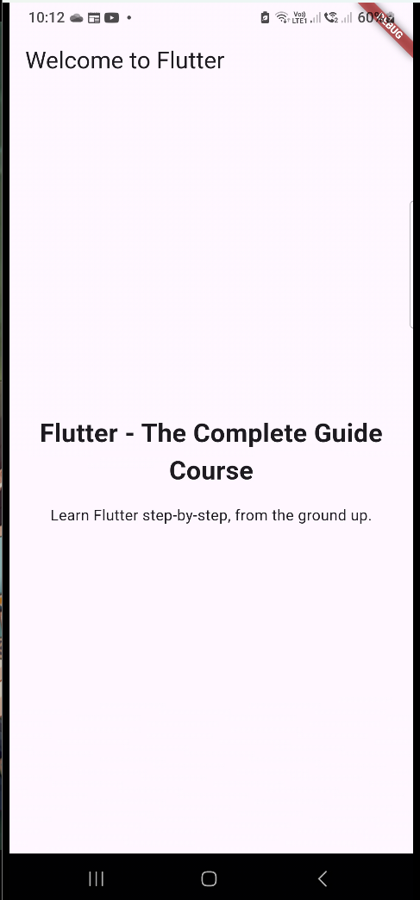 10:12
Vo)) LTE1
60%
DEBUG
Welcome to Flutter
Flutter - The Complete Guide
Course
Learn Flutter step-by-step, from the ground up.